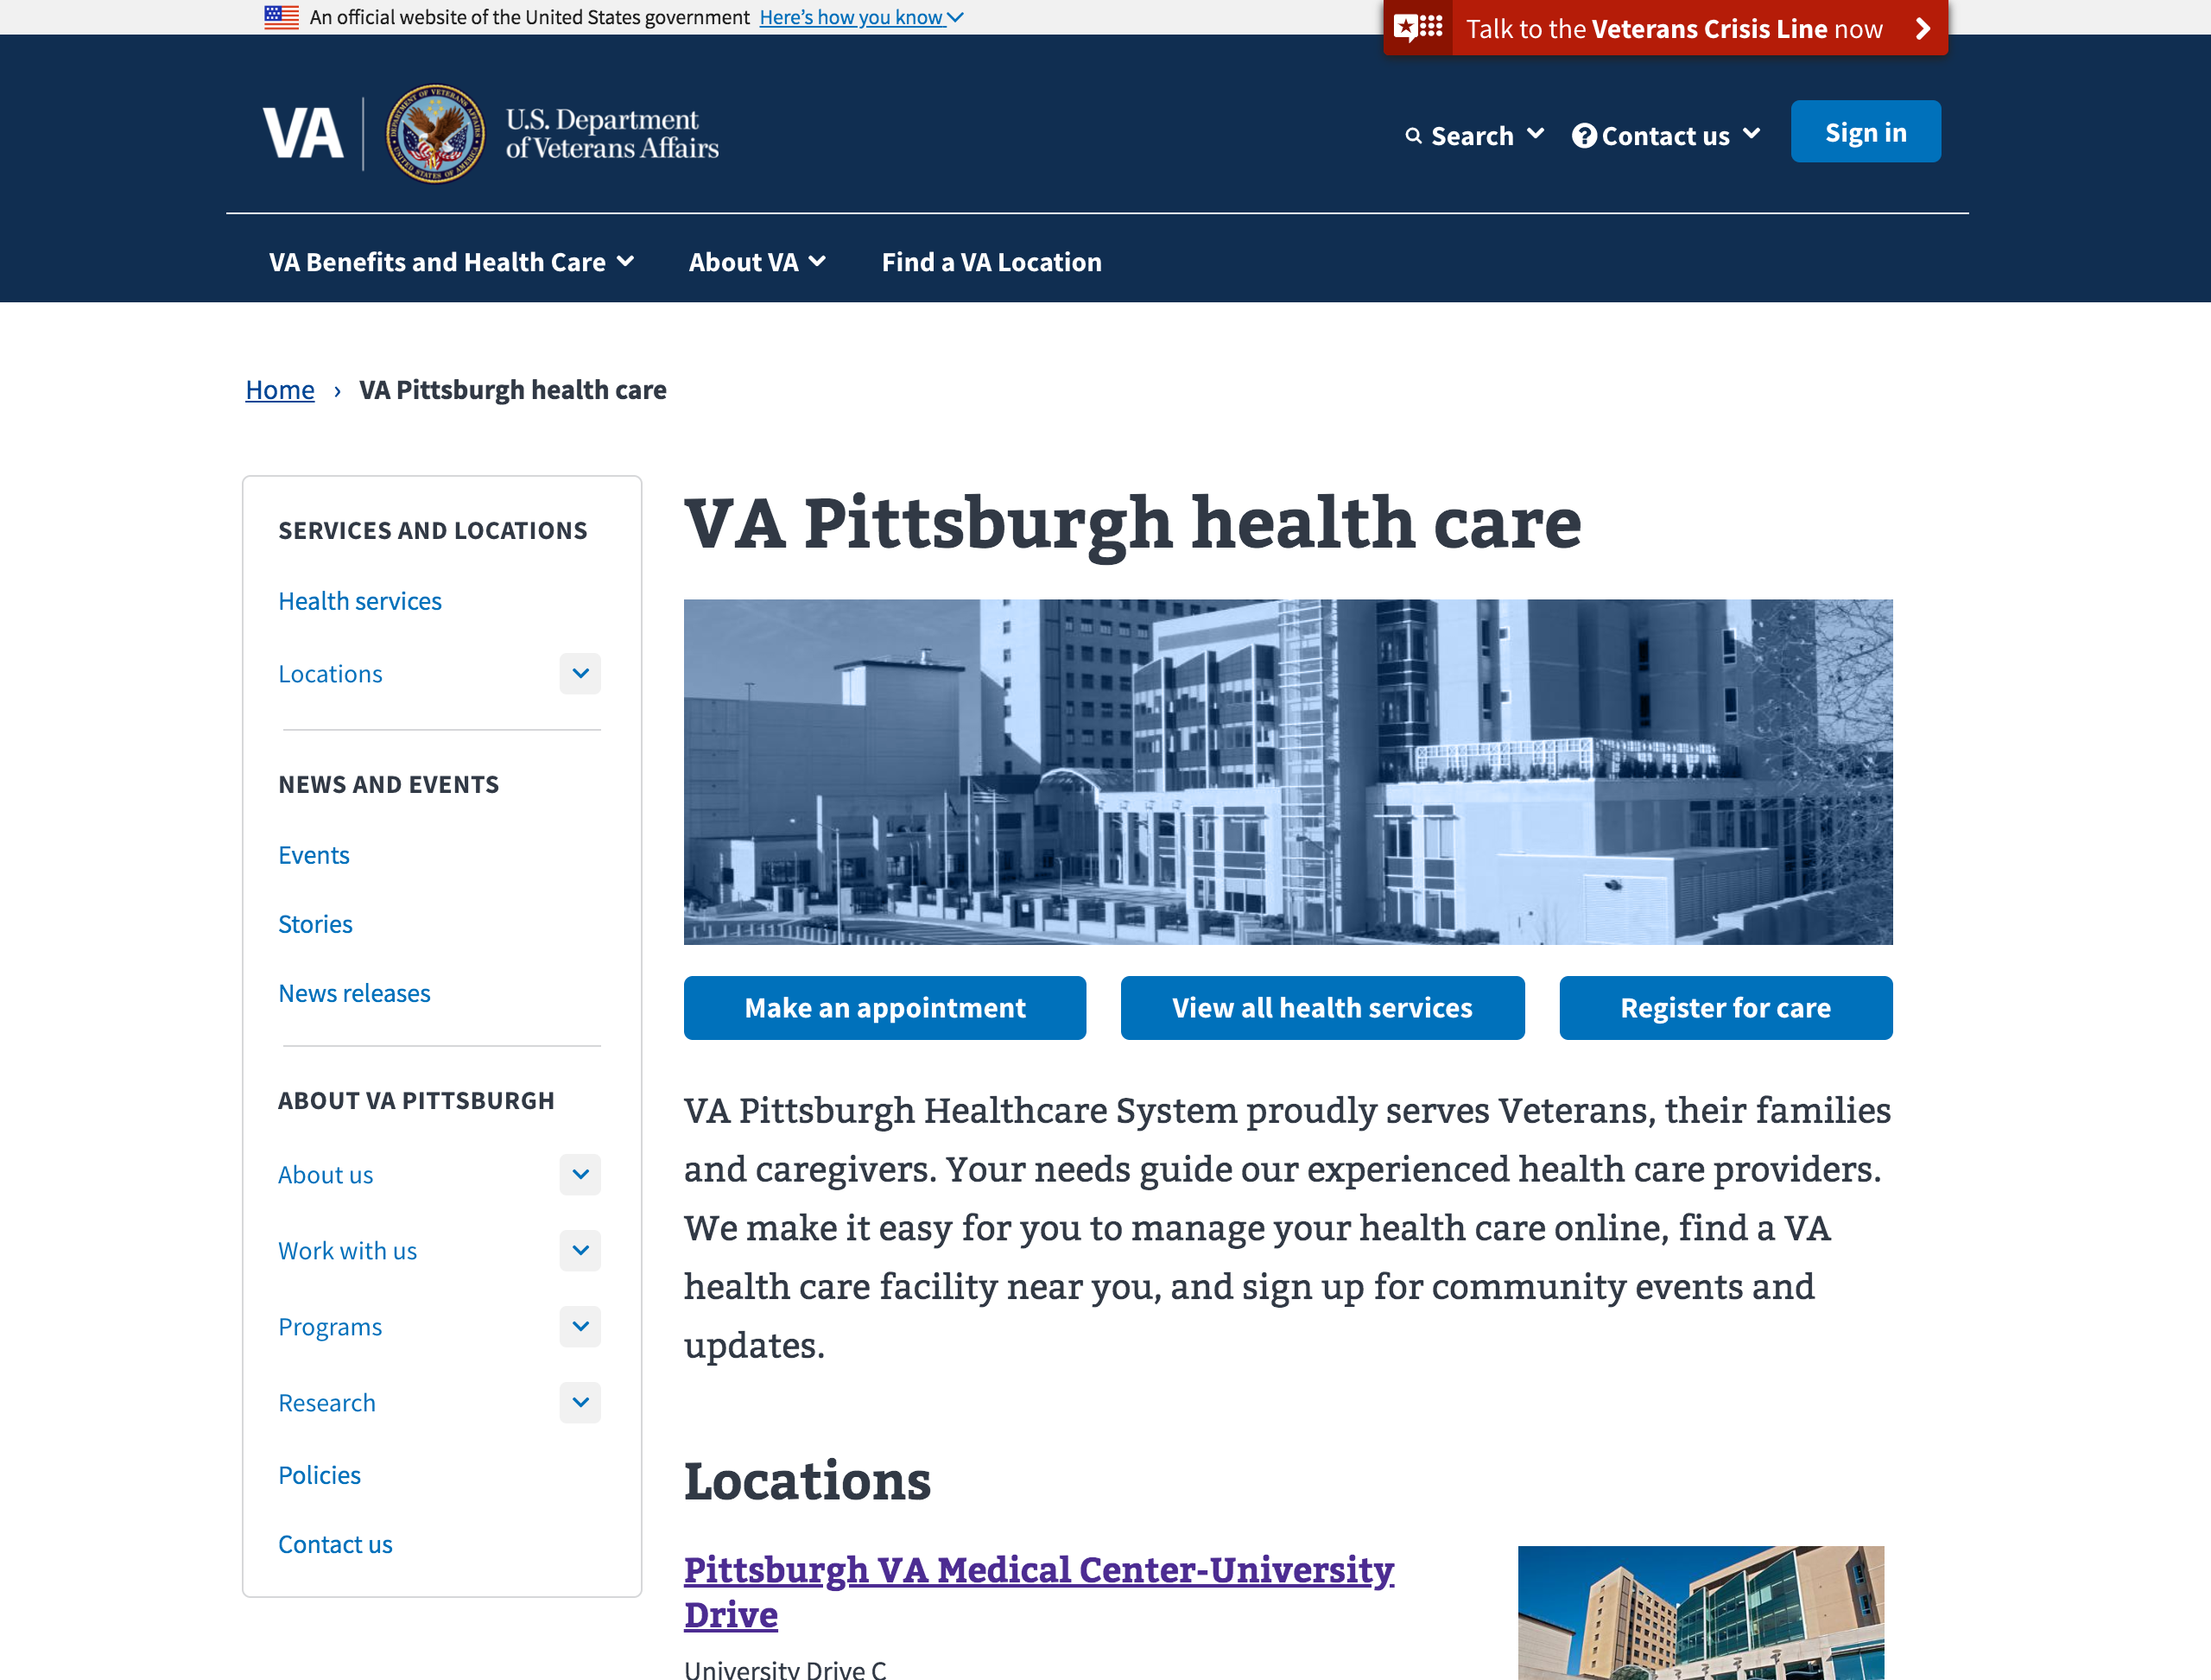 An official website of the United States government Here's how you know
Talk to the Veterans Crisis Line now
VA
U.S. Department
of Veterans Affairs
Search
Contact us
Sign in
VA Benefits and Health Care
About VA
Find a VA Location
Home › VA Pittsburgh health care
SERVICES AND LOCATIONS
Health services
Locations
NEWS AND EVENTS
Events
Stories
News releases
ABOUT VA PITTSBURGH
About us
Work with us
Programs
Research
Policies
Contact us
VA Pittsburgh health care
Make an appointment
View all health services
Register for care
VA Pittsburgh Healthcare System proudly serves Veterans, their families
and caregivers. Your needs guide our experienced health care providers.
We make it easy for you to manage your health care online, find a VA
health care facility near you, and sign up for community events and
updates.
Locations
Pittsburgh VA Medical Center-University
Drive
University Drive C